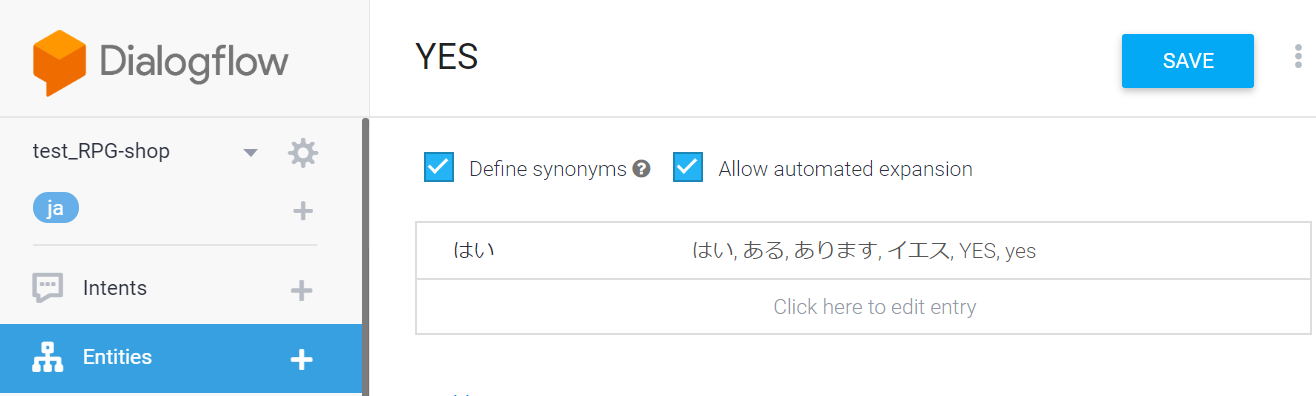 Dialogflow
YES
SAVE
test_RPG-shop
Define synonyms ?
Allow automated expansion
ja
はい
はい, ある, あります, イエス, YES, yes
Intents
Click here to edit entry
Entities